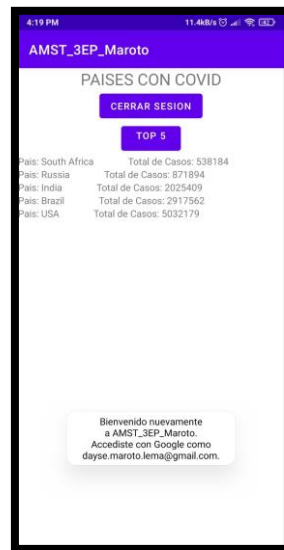 4:19 PM 11.4kB/s
AMST_3EP_Maroto
PAISES CON COVID
CERRAR SESION
TOP 5
Pais: South Africa Total de Casos: 538184
Pais: Russia Total de Casos: 871894
Pais: India Total de Casos: 2025409
Pais: Brazil Total de Casos: 2917562
Pais: USA Total de Casos: 5032179
Bienvenido nuevamente
a AMST_3EP_Maroto.
Accediste con Google como
dayse.maroto.lema@gmail.com.